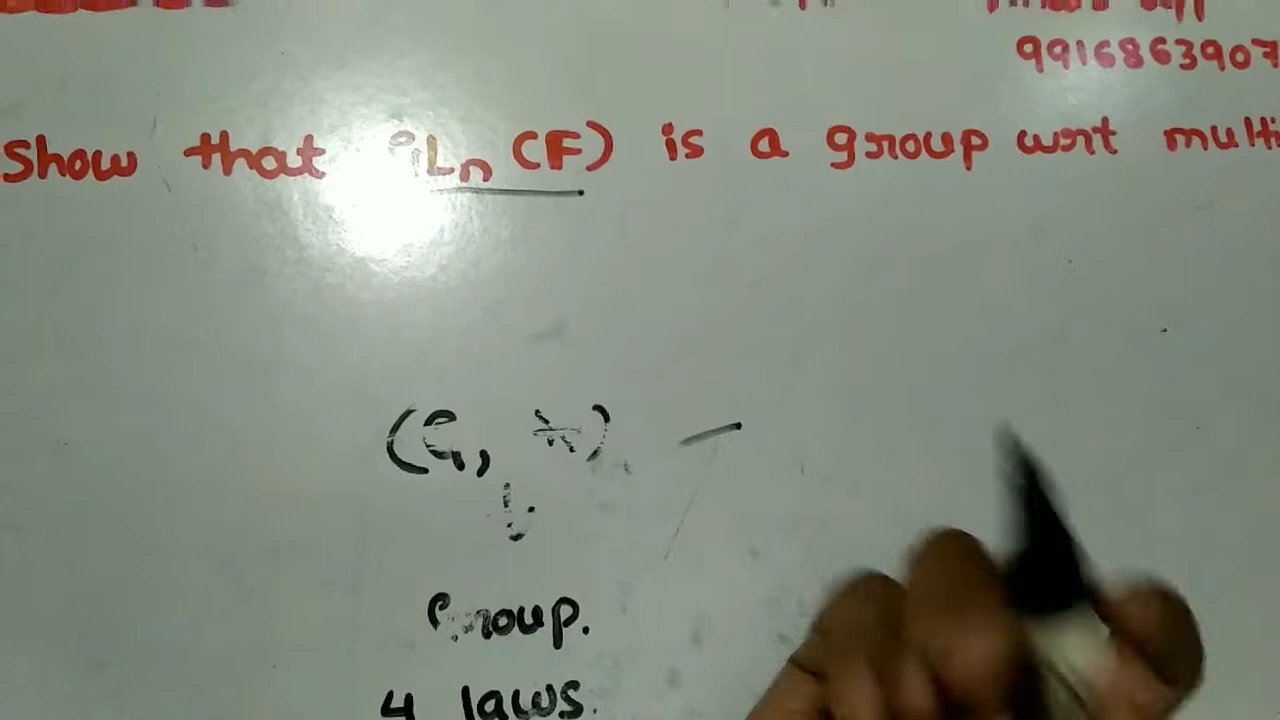 9916863907
Show that GLn (F) is a group wrt multi
(G, *) –
Group.
4 laws.